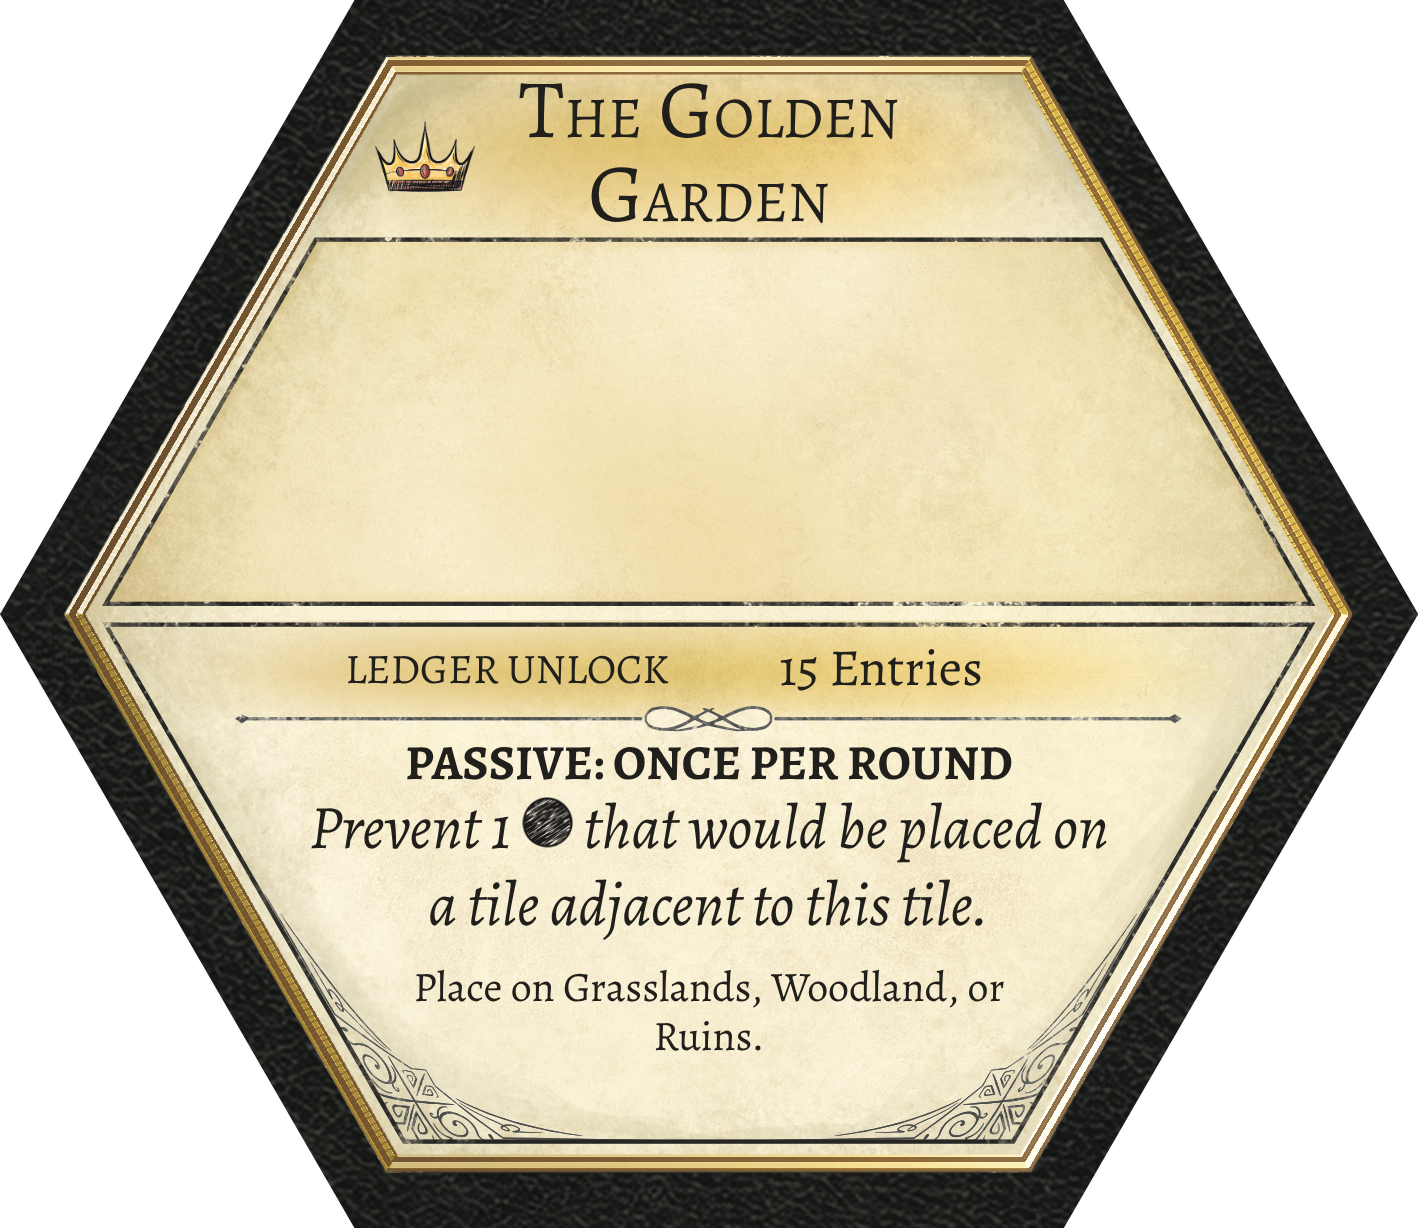 The Golden
Garden
LEDGER UNLOCK 15 Entries
PASSIVE: ONCE PER ROUND
Prevent 1 that would be placed on
a tile adjacent to this tile.
Place on Grasslands, Woodland, or
Ruins.